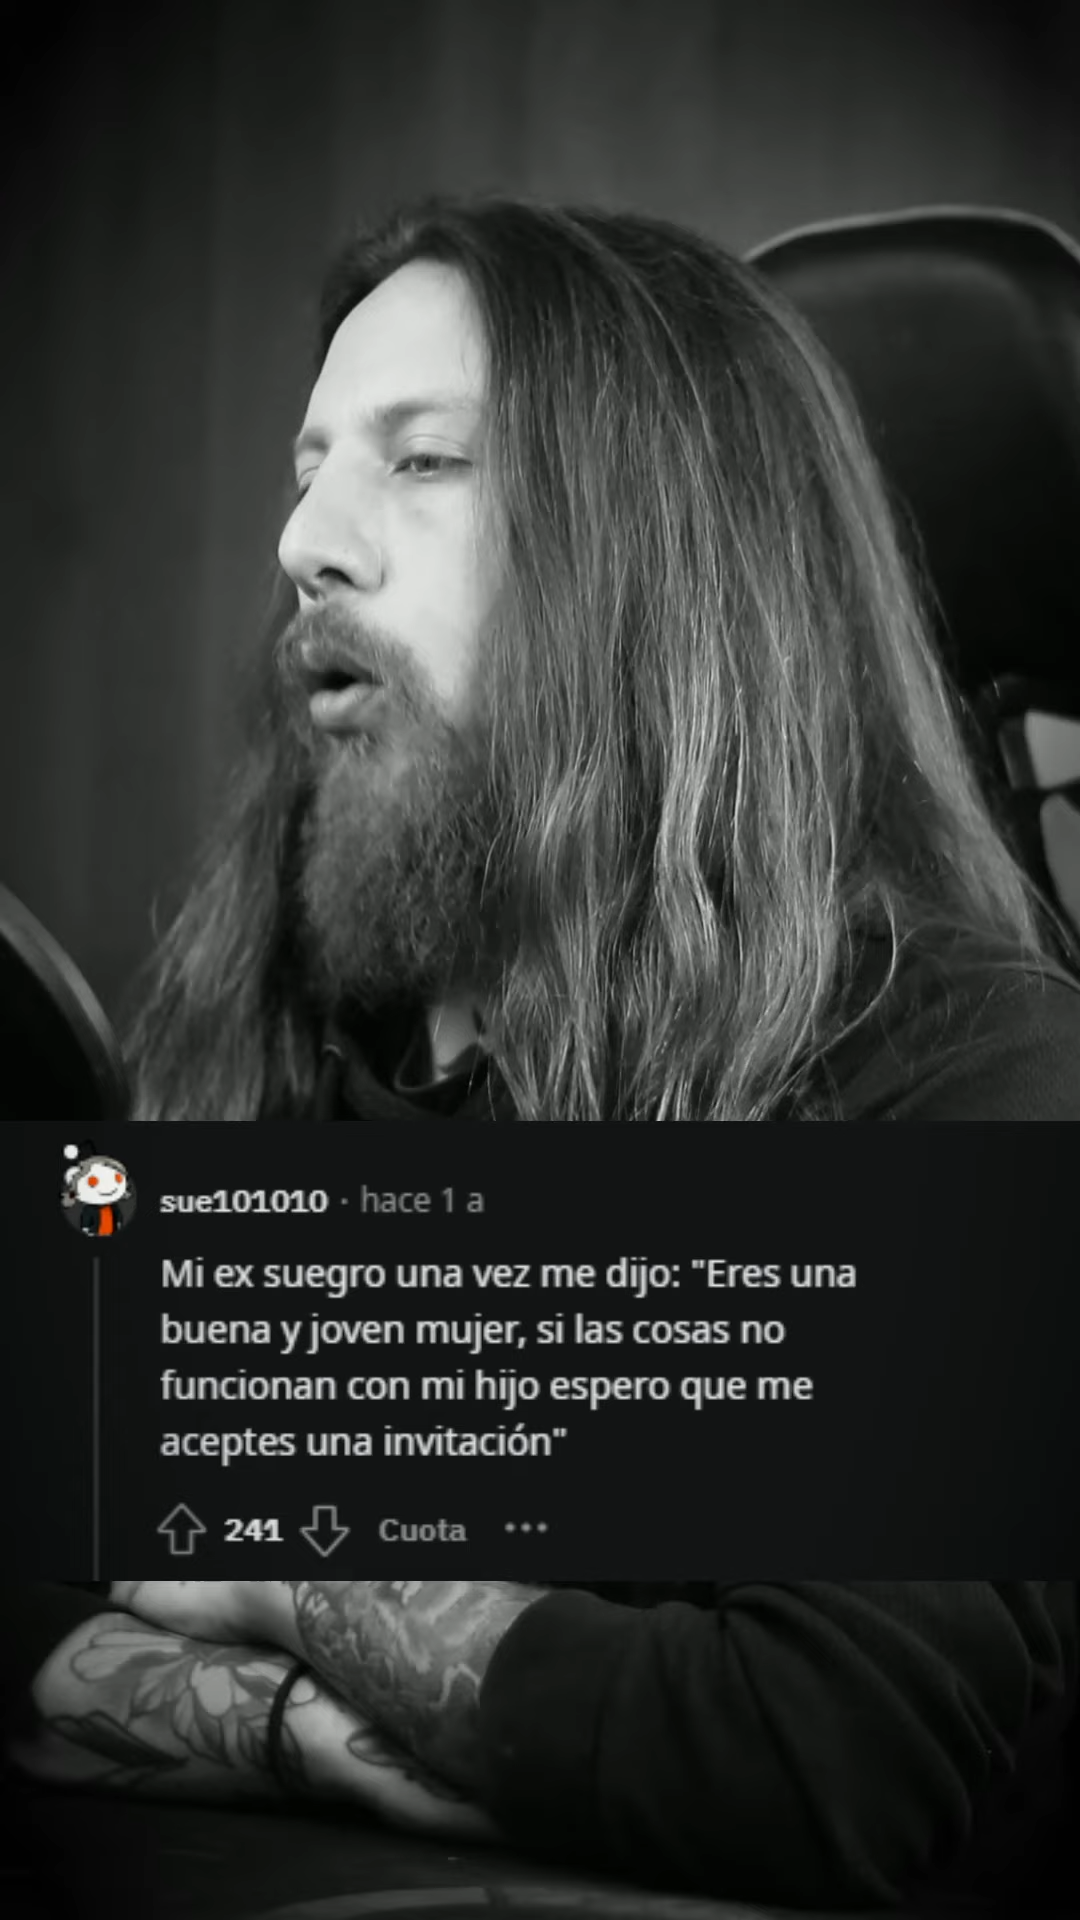 sue101010 · hace 1 a
Mi ex suegro una vez me dijo: "Eres una
buena y joven mujer, si las cosas no
funcionan con mi hijo espero que me
aceptes una invitación"
241 Cuota ···